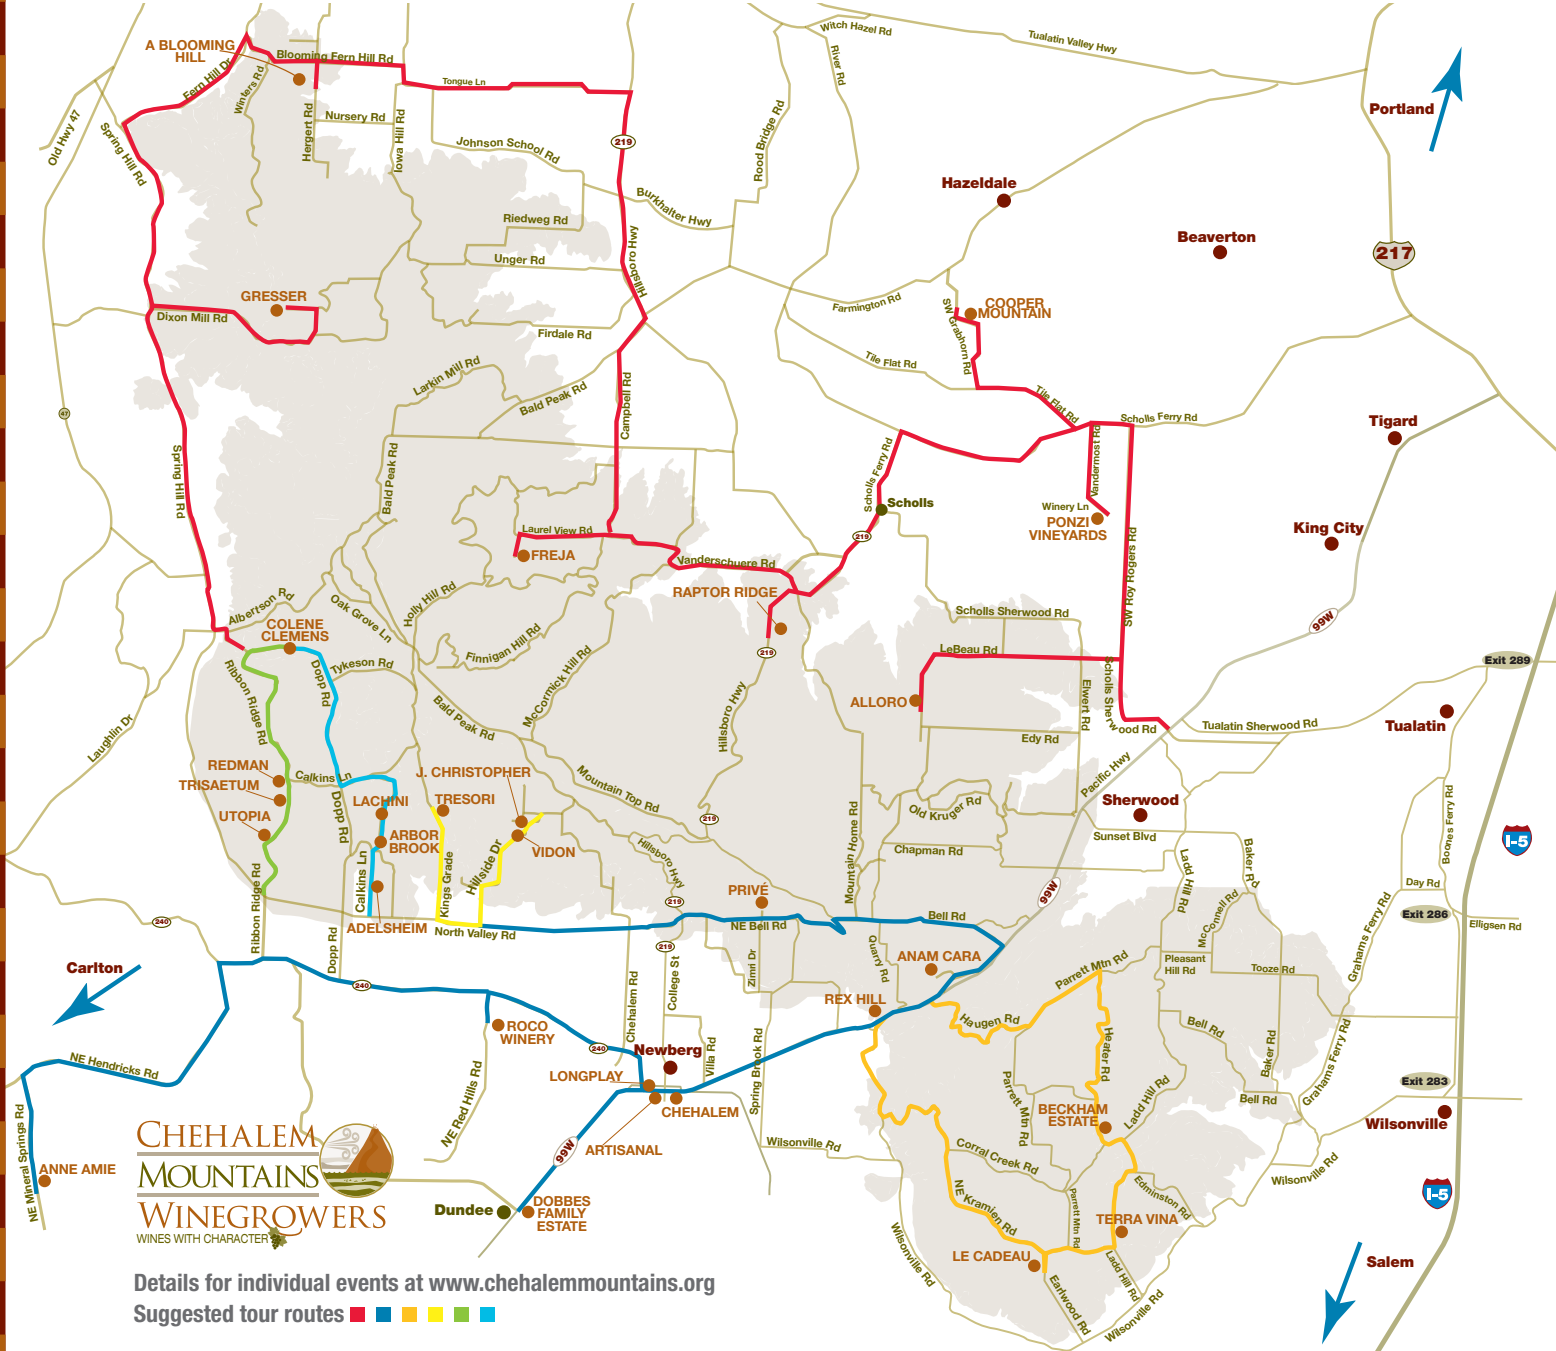 Witch Hazel Rd
Tualatin Valley Hwy
River Rd
A BLOOMING
HILL
Blooming Fern Hill Rd
Fern Hill Dr
Winters Rd
Tongue Ln
Portland
Old Hwy 47
Spring Hill Rd
Hergert Rd
Nursery Rd
Iowa Hill Rd
Johnson School Rd
219
Rood Bridge Rd
Hazeldale
Burkhalter Hwy
Riedweg Rd
Beaverton
217
Unger Rd
Hillsboro Hwy
GRESSER
Dixon Mill Rd
Farmington Rd
COOPER
MOUNTAIN
SW Grabhorn Rd
Firdale Rd
Tile Flat Rd
Larkin Mill Rd
Bald Peak Rd
Campbell Rd
Tile Flat Rd
Scholls Ferry Rd
47
Tigard
Spring Hill Rd
Bald Peak Rd
Scholls Ferry Rd
Vandermost Rd
Scholls
Winery Ln
PONZI
VINEYARDS
King City
Laurel View Rd
FREJA
219
SW Roy Rogers Rd
Vanderschuere Rd
RAPTOR RIDGE
Albertson Rd
Oak Grove Ln
Holly Hill Rd
Scholls Sherwood Rd
99W
COLENE
CLEMENS
Finnigan Hill Rd
219
LeBeau Rd
Exit 289
Ribbon Ridge Rd
Dopp Rd
Tykeson Rd
McCormick Hill Rd
Hillsboro Hwy
ALLORO
Elwert Rd
Scholls Sherwood Rd
Tualatin Sherwood Rd
Tualatin
Laughlin Dr
Bald Peak Rd
Edy Rd
REDMAN
TRISAETUM
Calkins Ln
J. CHRISTOPHER
Mountain Top Rd
Pacific Hwy
Sherwood
UTOPIA
Dopp Rd
LACHINI
TRESORI
219
Mountain Home Rd
Old Kruger Rd
Sunset Blvd
Boones Ferry Rd
I-5
ARBOR
BROOK
VIDON
Hillsboro Hwy
Chapman Rd
Ladd Hill Rd
Baker Rd
Calkins Ln
Kings Grade
Hillside Dr
99W
Day Rd
PRIVÉ
219
McConnell Rd
Exit 286
240
Ribbon Ridge Rd
ADELSHEIM
North Valley Rd
NE Bell Rd
Bell Rd
Elligsen Rd
Dopp Rd
219
Quarry Rd
Grahams Ferry Rd
Carlton
240
Chehalem Rd
College St
Zimri Dr
ANAM CARA
Parrett Mtn Rd
Pleasant
Hill Rd
Tooze Rd
REX HILL
Haugen Rd
Bell Rd
ROCO
WINERY
240
Newberg
Villa Rd
Spring Brook Rd
Heater Rd
Baker Rd
Grahams Ferry Rd
NE Hendricks Rd
LONGPLAY
CHEHALEM
Exit 283
Parrett Mtn Rd
Ladd Hill Rd
Bell Rd
BECKHAM
ESTATE
Wilsonville
NE Red Hills Rd
99W
ARTISANAL
Wilsonville Rd
Corral Creek Rd
NE Mineral Springs Rd
ANNE AMIE
CHEHALEM
MOUNTAINS
WINEGROWERS
WINES WITH CHARACTER
NE Kramien Rd
Parrett Mtn Rd
Edminston Rd
Wilsonville Rd
I-5
Dundee
DOBBES
FAMILY
ESTATE
TERRA VINA
Wilsonville Rd
LE CADEAU
Ladd Hill Rd
Salem
Earlwood Rd
Wilsonville Rd
Details for individual events at www.chehalemmountains.org
Suggested tour routes